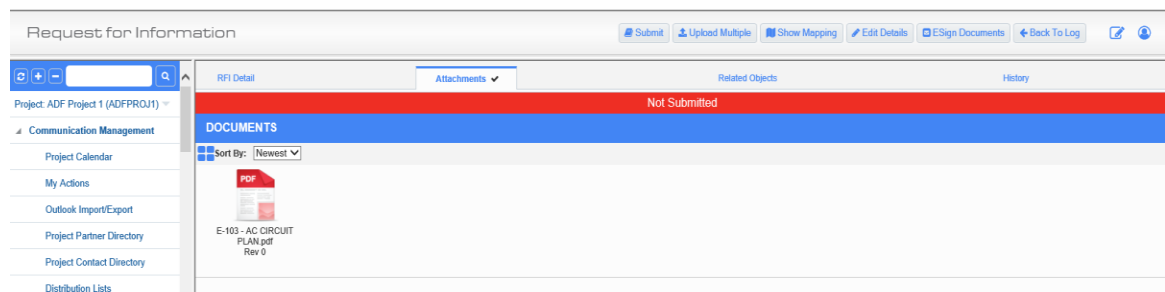 Request for Information
Submit Upload Multiple Show Mapping Edit Details ESign Documents Back To Log
RFI Detail Attachments Related Objects History
Project: ADF Project 1 (ADFPROJ1)
Not Submitted
Communication Management
DOCUMENTS
Project Calendar
Sort By: Newest
My Actions
PDF
Outlook Import/Export
E-103 - AC CIRCUIT
PLAN.pdf
Rev 0
Project Partner Directory
Project Contact Directory
Distribution Lists